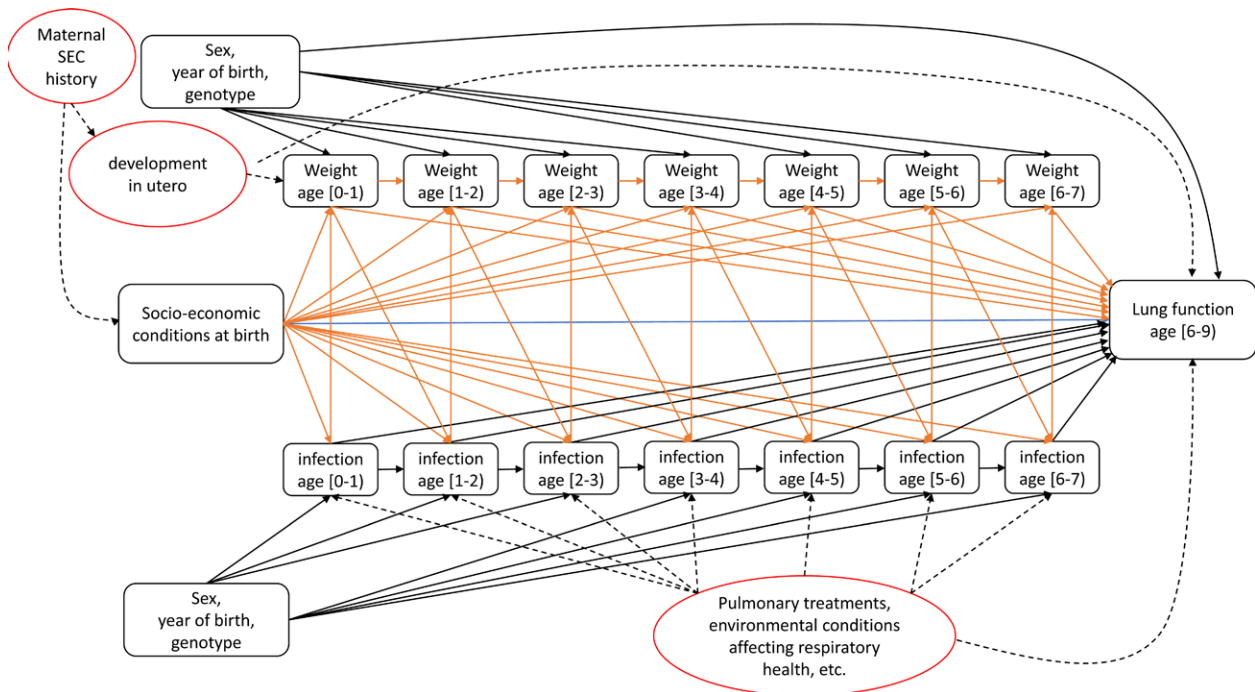 Maternal
SEC
history
Sex,
year of birth,
genotype
development
in utero
Weight
age [0-1)
Weight
age [1-2)
Weight
age [2-3)
Weight
age [3-4)
Weight
age [4-5)
Weight
age [5-6)
Weight
age [6-7)
Socio-economic
conditions at birth
Lung function
age [6-9)
infection
age [0-1)
infection
age [1-2)
infection
age [2-3)
infection
age [3-4)
infection
age [4-5)
infection
age [5-6)
infection
age [6-7)
Sex,
year of birth,
genotype
Pulmonary treatments,
environmental conditions
affecting respiratory
health, etc.